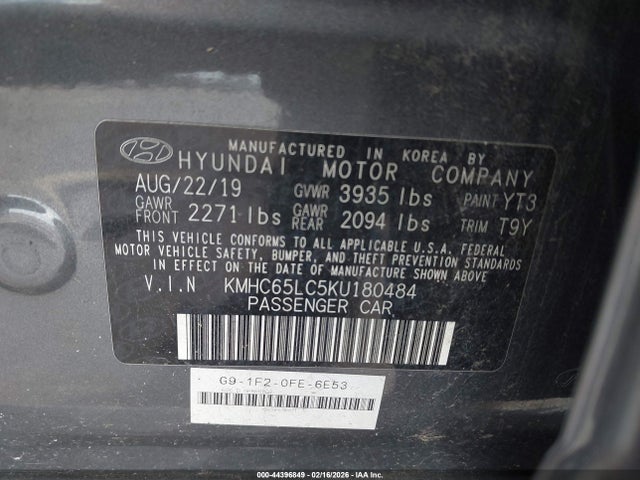 MANUFACTURED IN KOREA BY
HYUNDAI MOTOR COMPANY
AUG/22/19 GVWR 3935 lbs PAINT YT3
GAWR FRONT 2271 lbs GAWR REAR 2094 lbs TRIM T9Y
THIS VEHICLE CONFORMS TO ALL APPLICABLE U.S.A. FEDERAL
MOTOR VEHICLE SAFETY, BUMPER, AND THEFT PREVENTION STANDARDS
IN EFFECT ON THE DATE OF MANUFACTURE SHOWN ABOVE
V.I.N KMHC65LC5KU180484
PASSENGER CAR
G9-1F2-0FE-6E53
000-44396849 - 02/16/2026 - IAA Inc.